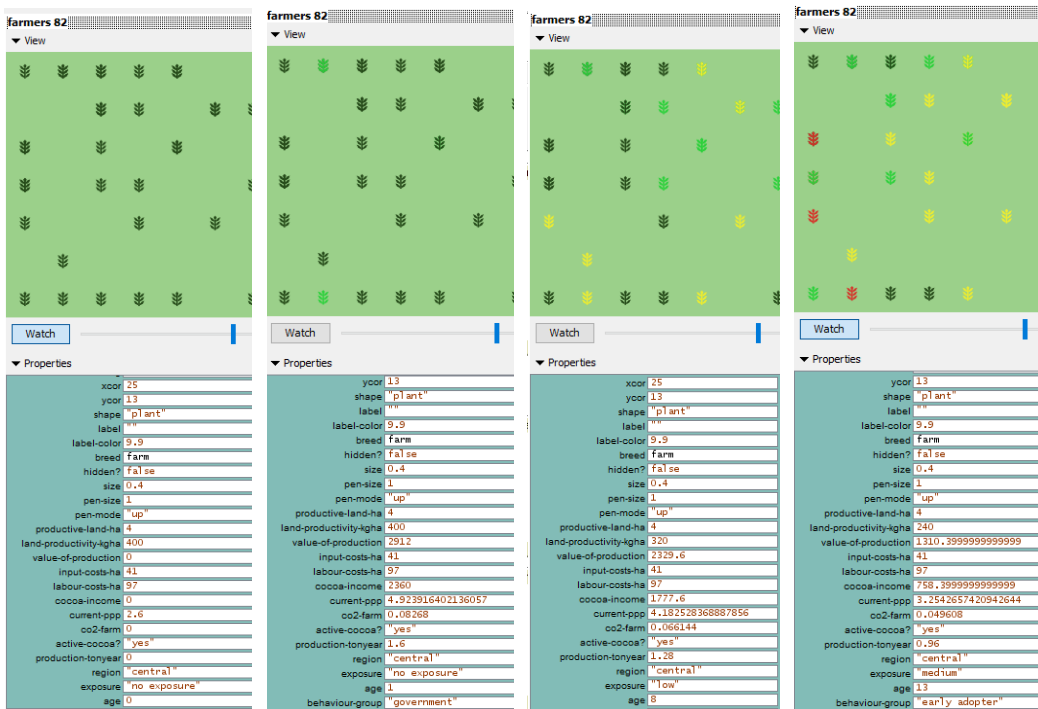 farmers 82
View
Watch
Properties
xcor 25
ycor 13
shape "plant"
label ""
label-color 9.9
breed farm
hidden? false
size 0.4
pen-size 1
pen-mode "up"
productive-land-ha 4
land-productivity-kgha 400
value-of-production 0
input-costs-ha 41
labour-costs-ha 97
cocoa-income 0
current-ppp 2.6
co2-farm 0
active-cocoa? "yes"
production-tonyear 0
region "central"
exposure "no exposure"
age 0
farmers 82
View
Watch
Properties
ycor 13
shape "plant"
label ""
label-color 9.9
breed farm
hidden? false
size 0.4
pen-size 1
pen-mode "up"
productive-land-ha 4
land-productivity-kgha 400
value-of-production 2912
input-costs-ha 41
labour-costs-ha 97
cocoa-income 2360
current-ppp 4.923916402136057
co2-farm 0.08268
active-cocoa? "yes"
production-tonyear 1.6
region "central"
exposure "no exposure"
age 1
behaviour-group "government"
farmers 82
View
Watch
Properties
xcor 25
ycor 13
shape "plant"
label ""
label-color 9.9
breed farm
hidden? false
size 0.4
pen-size 1
pen-mode "up"
productive-land-ha 4
land-productivity-kgha 320
value-of-production 2329.6
input-costs-ha 41
labour-costs-ha 97
cocoa-income 1777.6
current-ppp 4.182528368887856
co2-farm 0.066144
active-cocoa? "yes"
production-tonyear 1.28
region "central"
exposure "low"
age 8
farmers 82
View
Watch
Properties
ycor 13
shape "plant"
label ""
label-color 9.9
breed farm
hidden? false
size 0.4
pen-size 1
pen-mode "up"
productive-land-ha 4
land-productivity-kgha 240
value-of-production 1310.3999999999999
input-costs-ha 41
labour-costs-ha 97
cocoa-income 758.3999999999999
current-ppp 3.2542657420942644
co2-farm 0.049608
active-cocoa? "yes"
production-tonyear 0.96
region "central"
exposure "medium"
age 13
behaviour-group "early adopter"